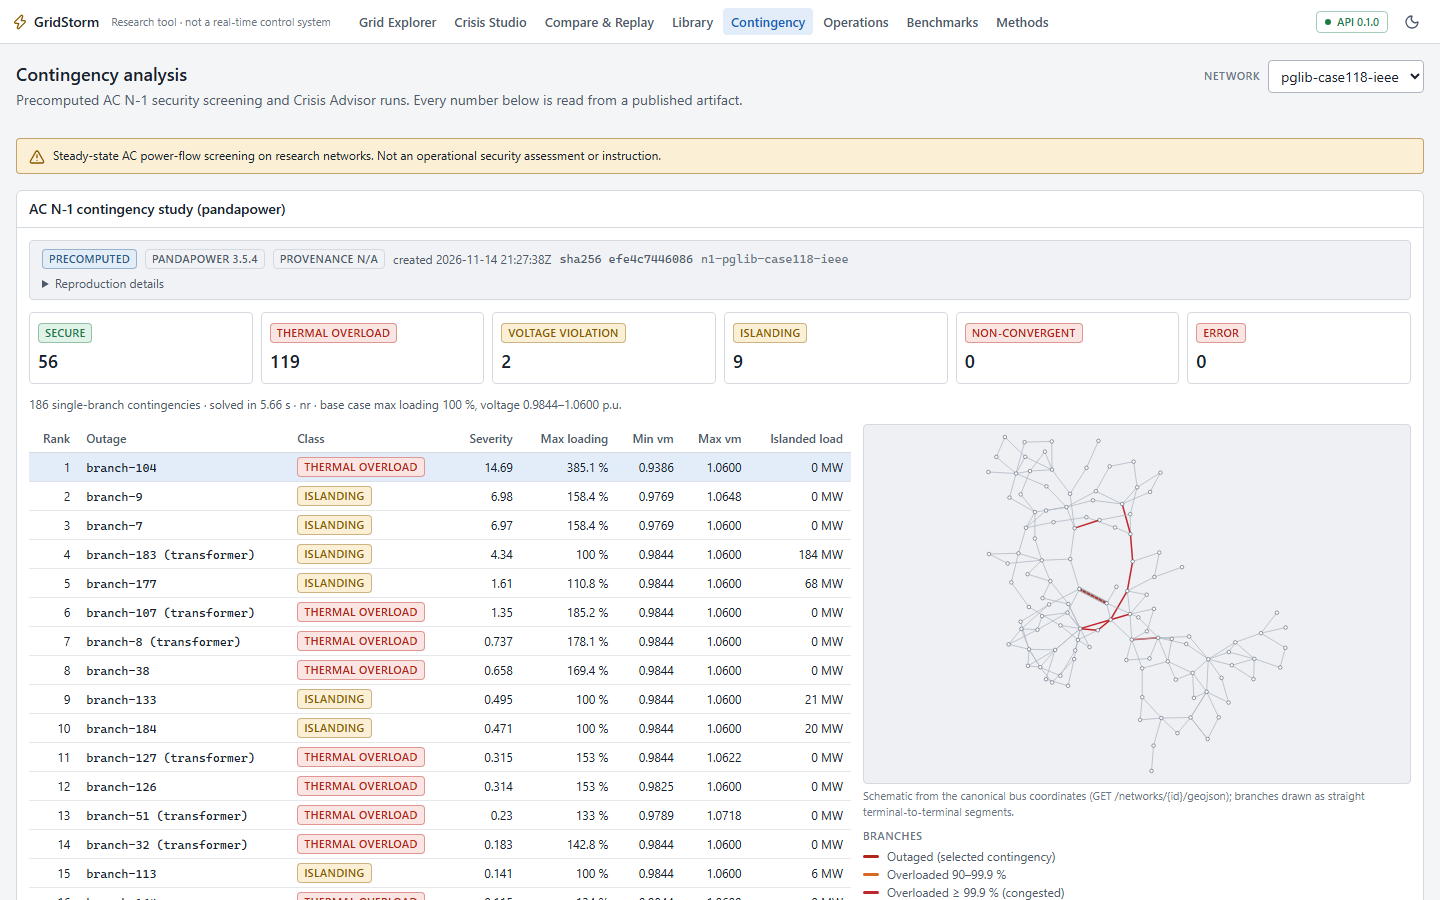 GridStorm Research tool · not a real-time control system Grid Explorer Crisis Studio Compare & Replay Library Contingency Operations Benchmarks Methods API 0.1.0
Contingency analysis
NETWORK pglib-case118-ieee
Precomputed AC N-1 security screening and Crisis Advisor runs. Every number below is read from a published artifact.
Steady-state AC power-flow screening on research networks. Not an operational security assessment or instruction.
AC N-1 contingency study (pandapower)
PRECOMPUTED PANDAPOWER 3.5.4 PROVENANCE N/A created 2026-11-14 21:27:38Z sha256 efe4c7446086 n1-pglib-case118-ieee
Reproduction details
SECURE THERMAL OVERLOAD VOLTAGE VIOLATION ISLANDING NON-CONVERGENT ERROR
56 119 2 9 0 0
186 single-branch contingencies · solved in 5.66 s · nr · base case max loading 100 %, voltage 0.9844–1.0600 p.u.
Rank Outage Class Severity Max loading Min vm Max vm Islanded load
1 branch-104 THERMAL OVERLOAD 14.69 385.1 % 0.9386 1.0600 0 MW
2 branch-9 ISLANDING 6.98 158.4 % 0.9769 1.0648 0 MW
3 branch-7 ISLANDING 6.97 158.4 % 0.9769 1.0600 0 MW
4 branch-183 (transformer) ISLANDING 4.34 100 % 0.9844 1.0600 184 MW
5 branch-177 ISLANDING 1.61 110.8 % 0.9844 1.0600 68 MW
6 branch-107 (transformer) THERMAL OVERLOAD 1.35 185.2 % 0.9844 1.0600 0 MW
7 branch-8 (transformer) THERMAL OVERLOAD 0.737 178.1 % 0.9844 1.0600 0 MW
8 branch-38 THERMAL OVERLOAD 0.658 169.4 % 0.9844 1.0600 0 MW
9 branch-133 ISLANDING 0.495 100 % 0.9844 1.0600 21 MW
10 branch-184 ISLANDING 0.471 100 % 0.9844 1.0600 20 MW
11 branch-127 (transformer) THERMAL OVERLOAD 0.315 153 % 0.9844 1.0622 0 MW
12 branch-126 THERMAL OVERLOAD 0.314 153 % 0.9825 1.0600 0 MW
13 branch-51 (transformer) THERMAL OVERLOAD 0.23 133 % 0.9789 1.0718 0 MW
14 branch-32 (transformer) THERMAL OVERLOAD 0.183 142.8 % 0.9844 1.0600 0 MW
15 branch-113 ISLANDING 0.141 100 % 0.9844 1.0600 6 MW
Schematic from the canonical bus coordinates (GET /networks/{id}/geojson); branches drawn as straight
terminal-to-terminal segments.
BRANCHES
Outaged (selected contingency)
Overloaded 90–99.9 %
Overloaded ≥ 99.9 % (congested)